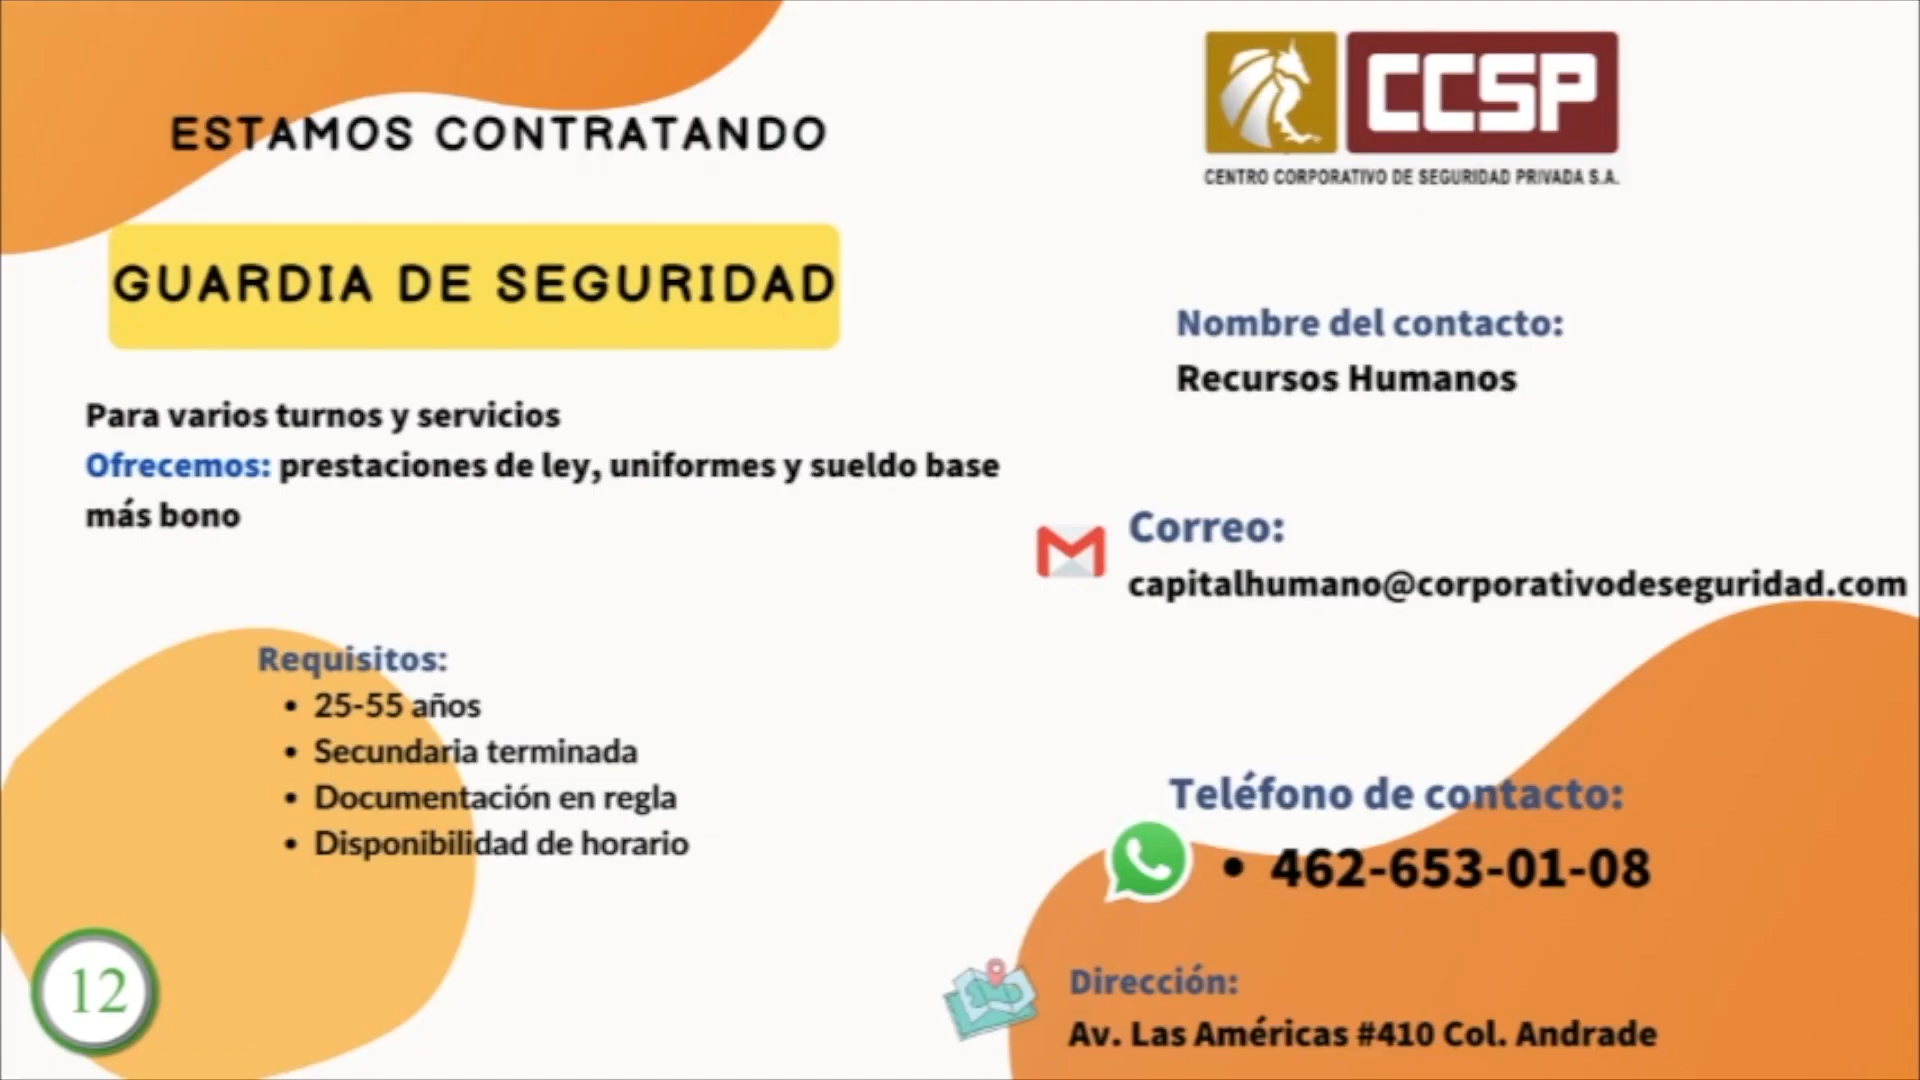 ESTAMOS CONTRATANDO
GUARDIA DE SEGURIDAD
Para varios turnos y servicios
Ofrecemos: prestaciones de ley, uniformes y sueldo base
más bono
Requisitos:
• 25-55 años
• Secundaria terminada
• Documentación en regla
• Disponibilidad de horario
12
CCSP
CENTRO CORPORATIVO DE SEGURIDAD PRIVADA S.A.
Nombre del contacto:
Recursos Humanos
Correo:
capitalhumano@corporativodeseguridad.com
Teléfono de contacto:
• 462-653-01-08
Dirección:
Av. Las Américas #410 Col. Andrade